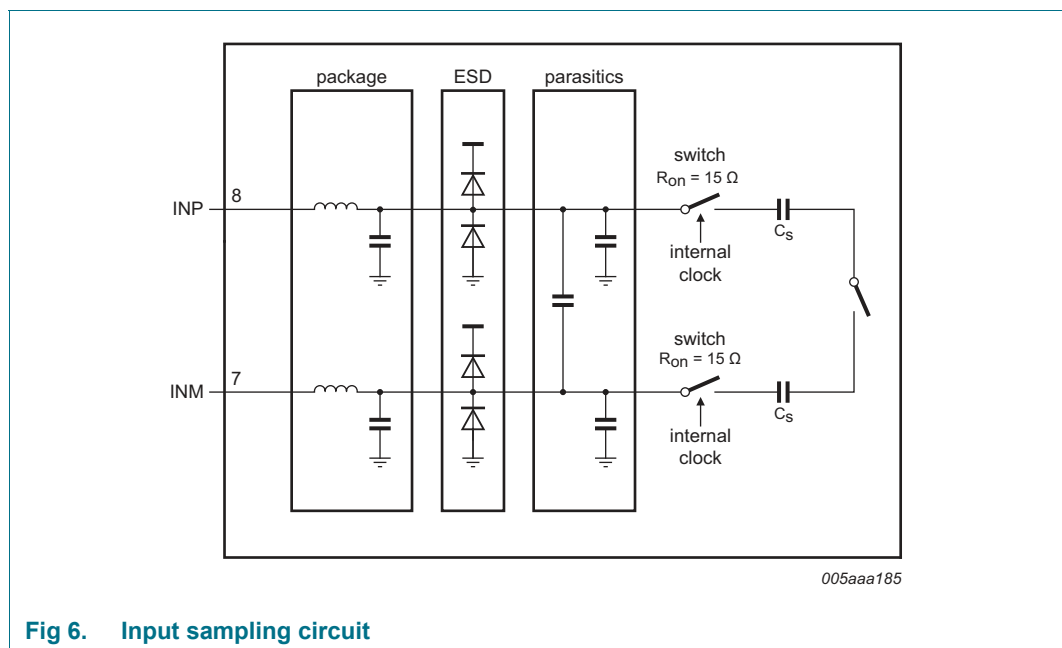 package ESD parasitics
switch
Ron = 15 Ω
8
INP
Cs
internal
clock
switch
Ron = 15 Ω
7
INM
Cs
internal
clock
005aaa185
Fig 6. Input sampling circuit